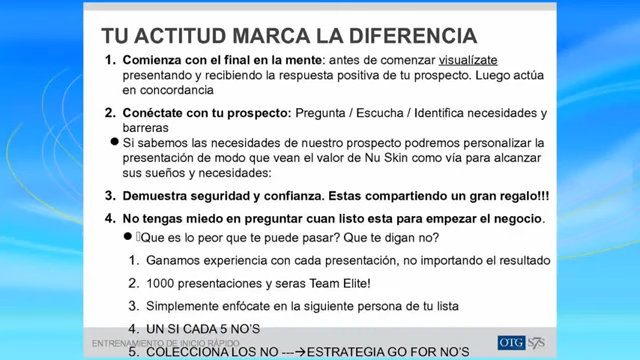 TU ACTITUD MARCA LA DIFERENCIA
1. Comienza con el final en la mente: antes de comenzar visualízate
presentando y recibiendo la respuesta positiva de tu prospecto. Luego actúa
en concordancia
2. Conéctate con tu prospecto: Pregunta / Escucha / Identifica necesidades y
barreras
● Si sabemos las necesidades de nuestro prospecto podremos personalizar la
presentación de modo que vean el valor de Nu Skin como vía para alcanzar
sus sueños y necesidades:
3. Demuestra seguridad y confianza. Estas compartiendo un gran regalo!!!
4. No tengas miedo en preguntar cuan listo esta para empezar el negocio.
● Que es lo peor que te puede pasar? Que te digan no?
1. Ganamos experiencia con cada presentación, no importando el resultado
2. 1000 presentaciones y seras Team Elite!
3. Simplemente enfócate en la siguiente persona de tu lista
4. UN SI CADA 5 NO'S
ENTRENAMIENTO DE INICIO RÁPIDO
OTG S7S
5. COLECCIONA LOS NO ---→ESTRATEGIA GO FOR NO'S